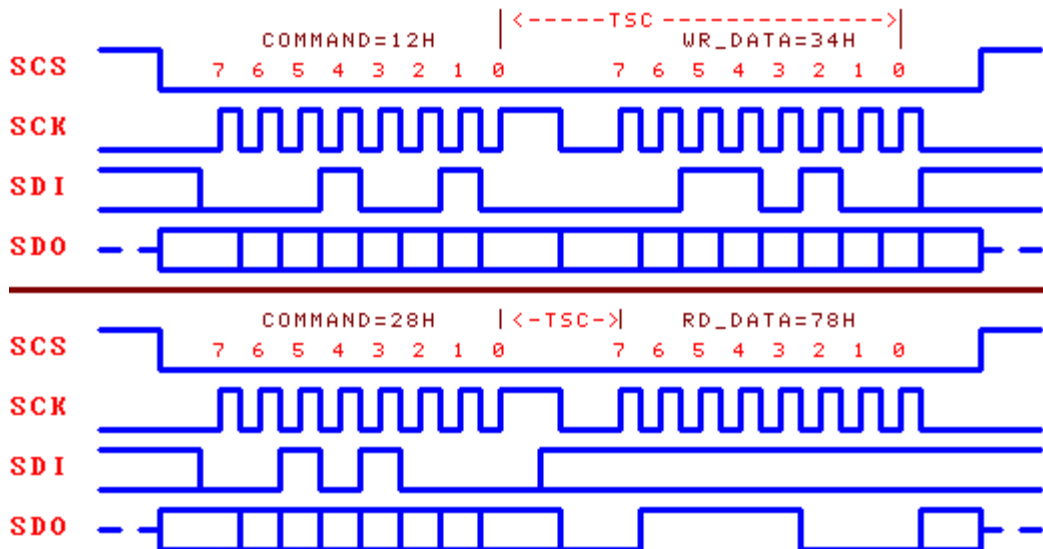 <-----TSC -------------->
COMMAND=12H WR_DATA=34H
SCS 7 6 5 4 3 2 1 0 7 6 5 4 3 2 1 0
SCK
SDI
SDO
COMMAND=28H |<-TSC->| RD_DATA=78H
SCS 7 6 5 4 3 2 1 0 7 6 5 4 3 2 1 0
SCK
SDI
SDO